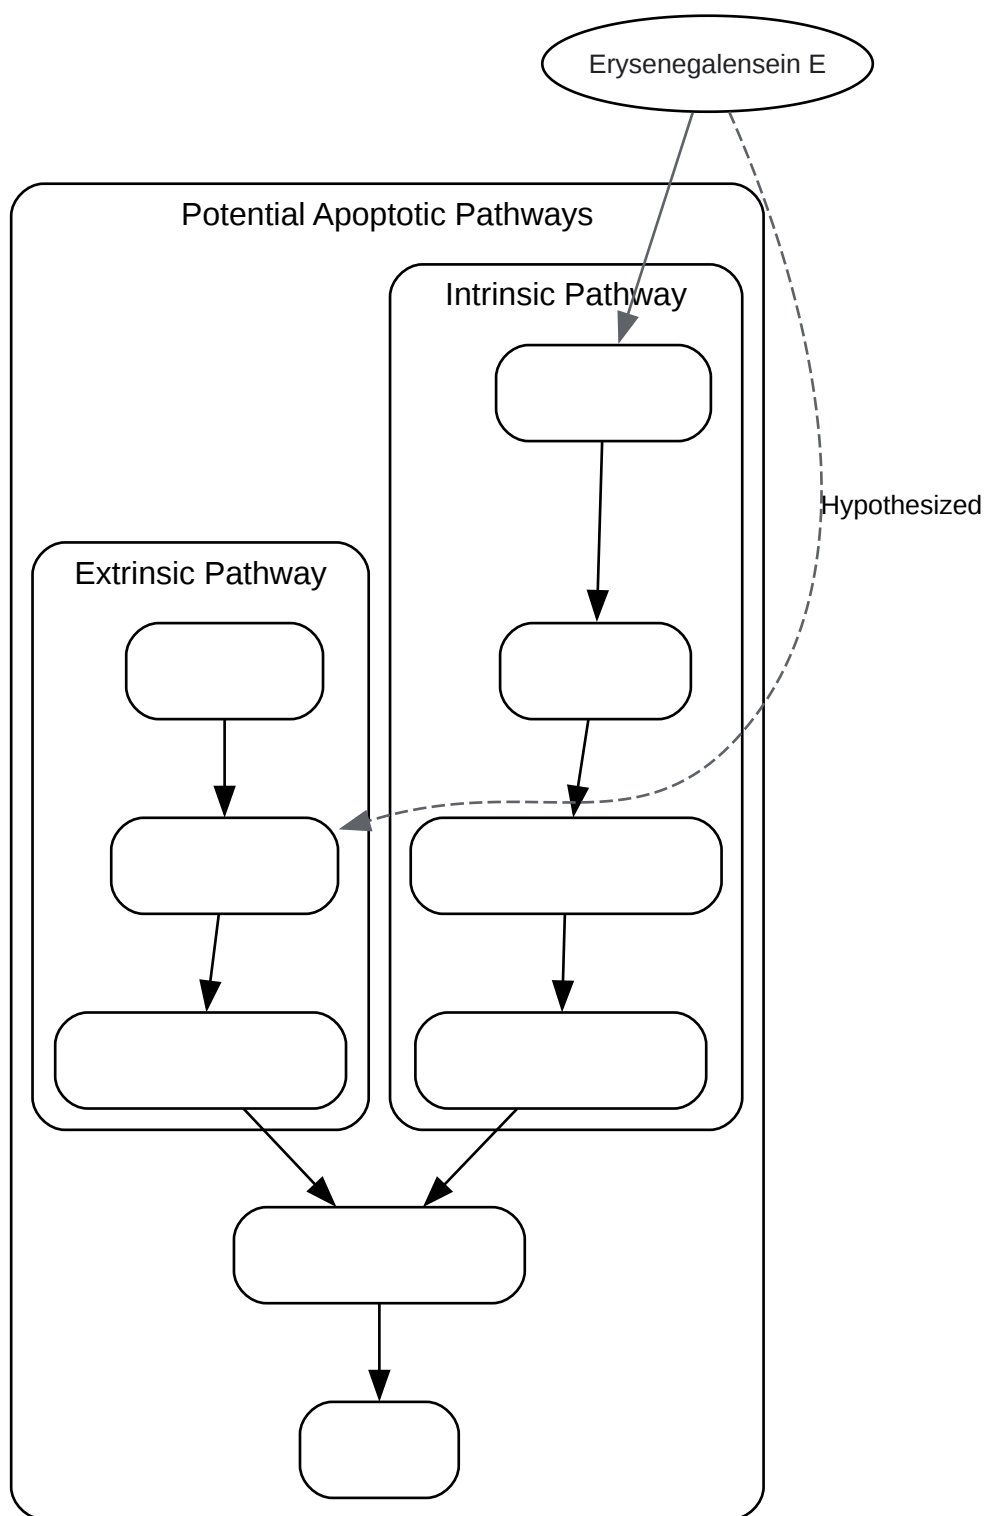 Erysenegalensein E
Potential Apoptotic Pathways
Intrinsic Pathway
Hypothesized
Extrinsic Pathway